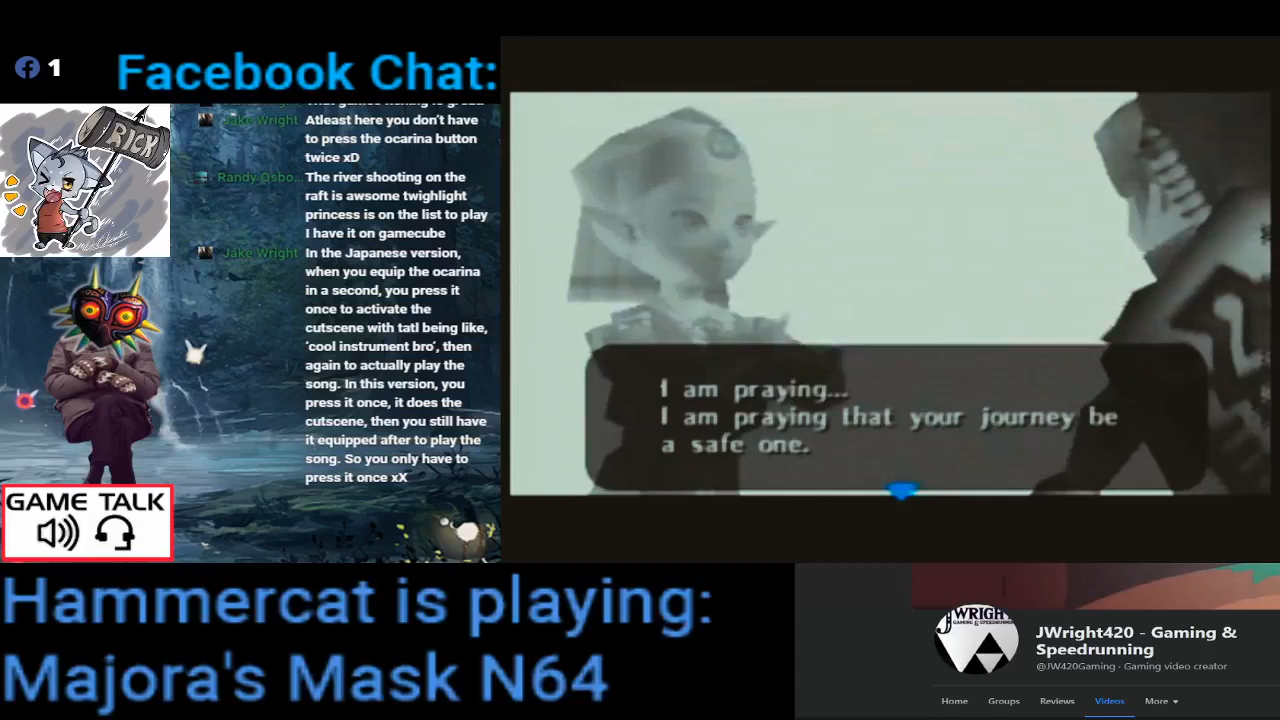 1
Facebook Chat:
RICK
Jake Wright
Atleast here you don't have
to press the ocarina button
twice xD
Randy Osbo...
The river shooting on the
raft is awsome twighlight
princess is on the list to play
I have it on gamecube
Jake Wright
In the Japanese version,
when you equip the ocarina
in a second, you press it
once to activate the
cutscene with tatl being like,
'cool instrument bro', then
again to actually play the
song. In this version, you
press it once, it does the
cutscene, then you still have
it equipped after to play the
song. So you only have to
press it once xX
I am praying...
I am praying that your journey be
a safe one.
GAME TALK
Hammercat is playing:
Majora's Mask N64
JWRIGHT
GAMING & SPEEDRUNNING
JWright420 - Gaming &
Speedrunning
@JW420Gaming · Gaming video creator
Home Groups Reviews Videos More